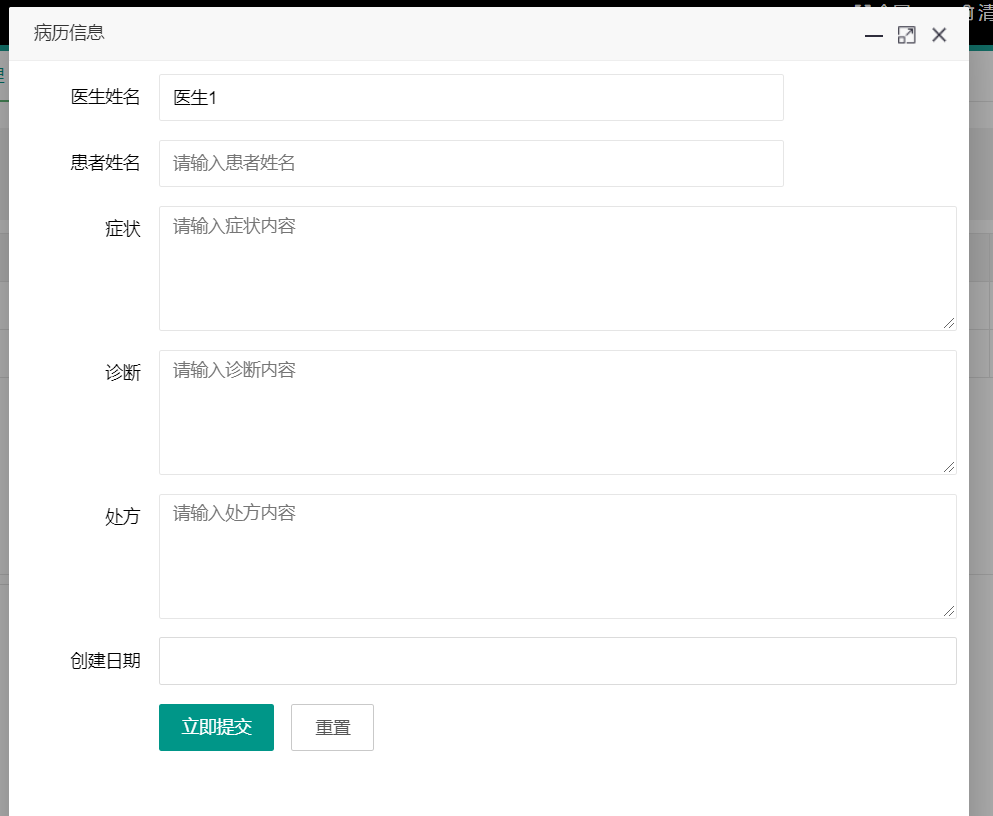 清
病历信息
医生姓名
医生1
患者姓名
请输入患者姓名
症状
请输入症状内容
诊断
请输入诊断内容
处方
请输入处方内容
创建日期
立即提交
重置